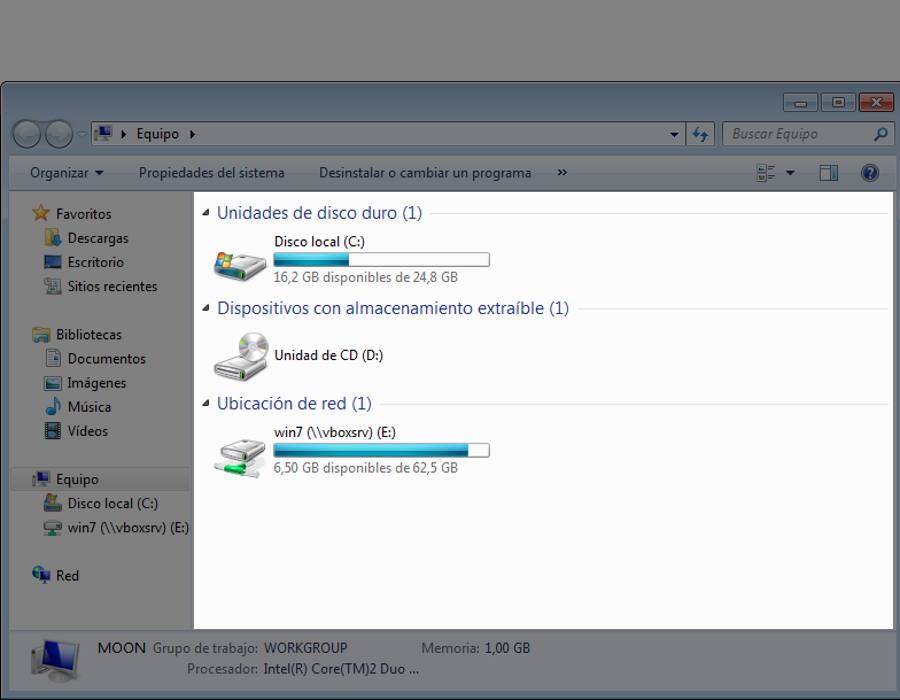 Equipo
Buscar Equipo
Organizar
Propiedades del sistema
Desinstalar o cambiar un programa
»
Favoritos
Descargas
Escritorio
Sitios recientes
Bibliotecas
Documentos
Imágenes
Música
Vídeos
Equipo
Disco local (C:)
win7 (\\vboxsrv) (E:)
Red
Unidades de disco duro (1)
Disco local (C:)
16,2 GB disponibles de 24,8 GB
Dispositivos con almacenamiento extraíble (1)
Unidad de CD (D:)
Ubicación de red (1)
win7 (\\vboxsrv) (E:)
6,50 GB disponibles de 62,5 GB
MOON Grupo de trabajo: WORKGROUP Memoria: 1,00 GB
Procesador: Intel(R) Core(TM)2 Duo ...